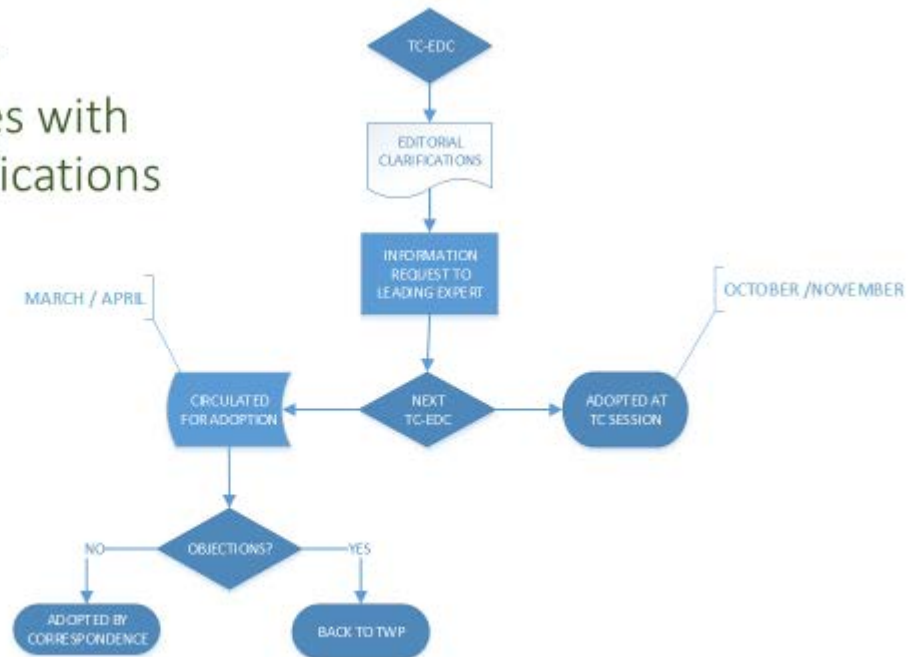 TC-EDC
es with
ications
EDITORIAL
CLARIFICATIONS
INFORMATION
REQUEST TO
LEADING EXPERT
MARCH / APRIL
OCTOBER /NOVEMBER
CIRCULATED
FOR ADOPTION
NEXT
TC-EDC
ADOPTED AT
TC SESSION
NO
OBJECTIONS?
YES
ADOPTED BY
CORRESPONDENCE
BACK TO TWP